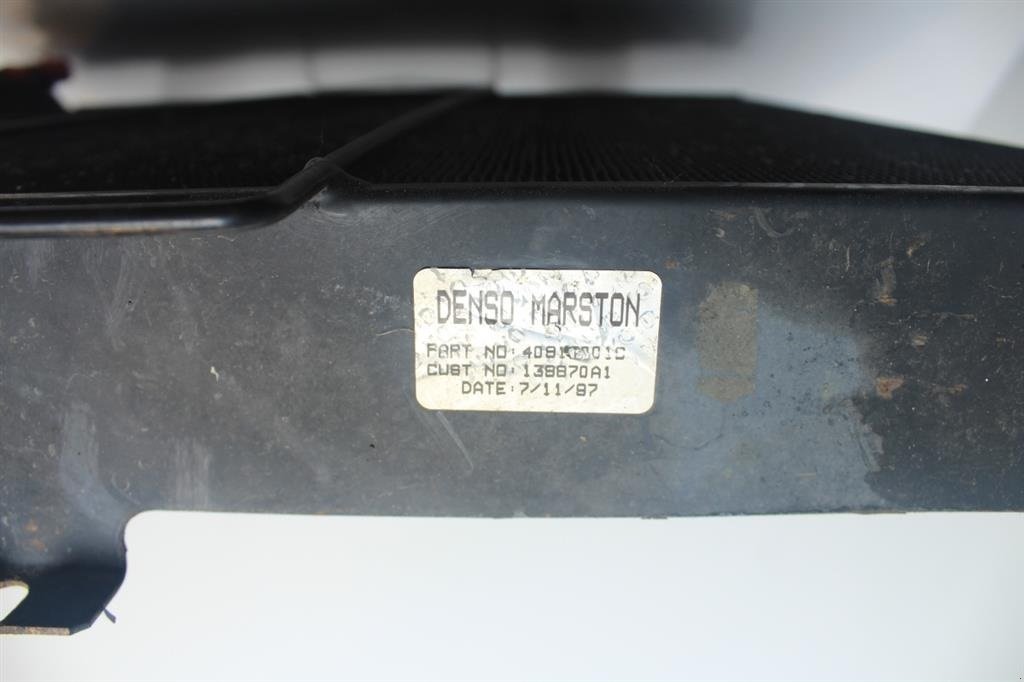 DENSO MARSTON
PART NO:
CUST NO: 138870A1
DATE: 7/11/97